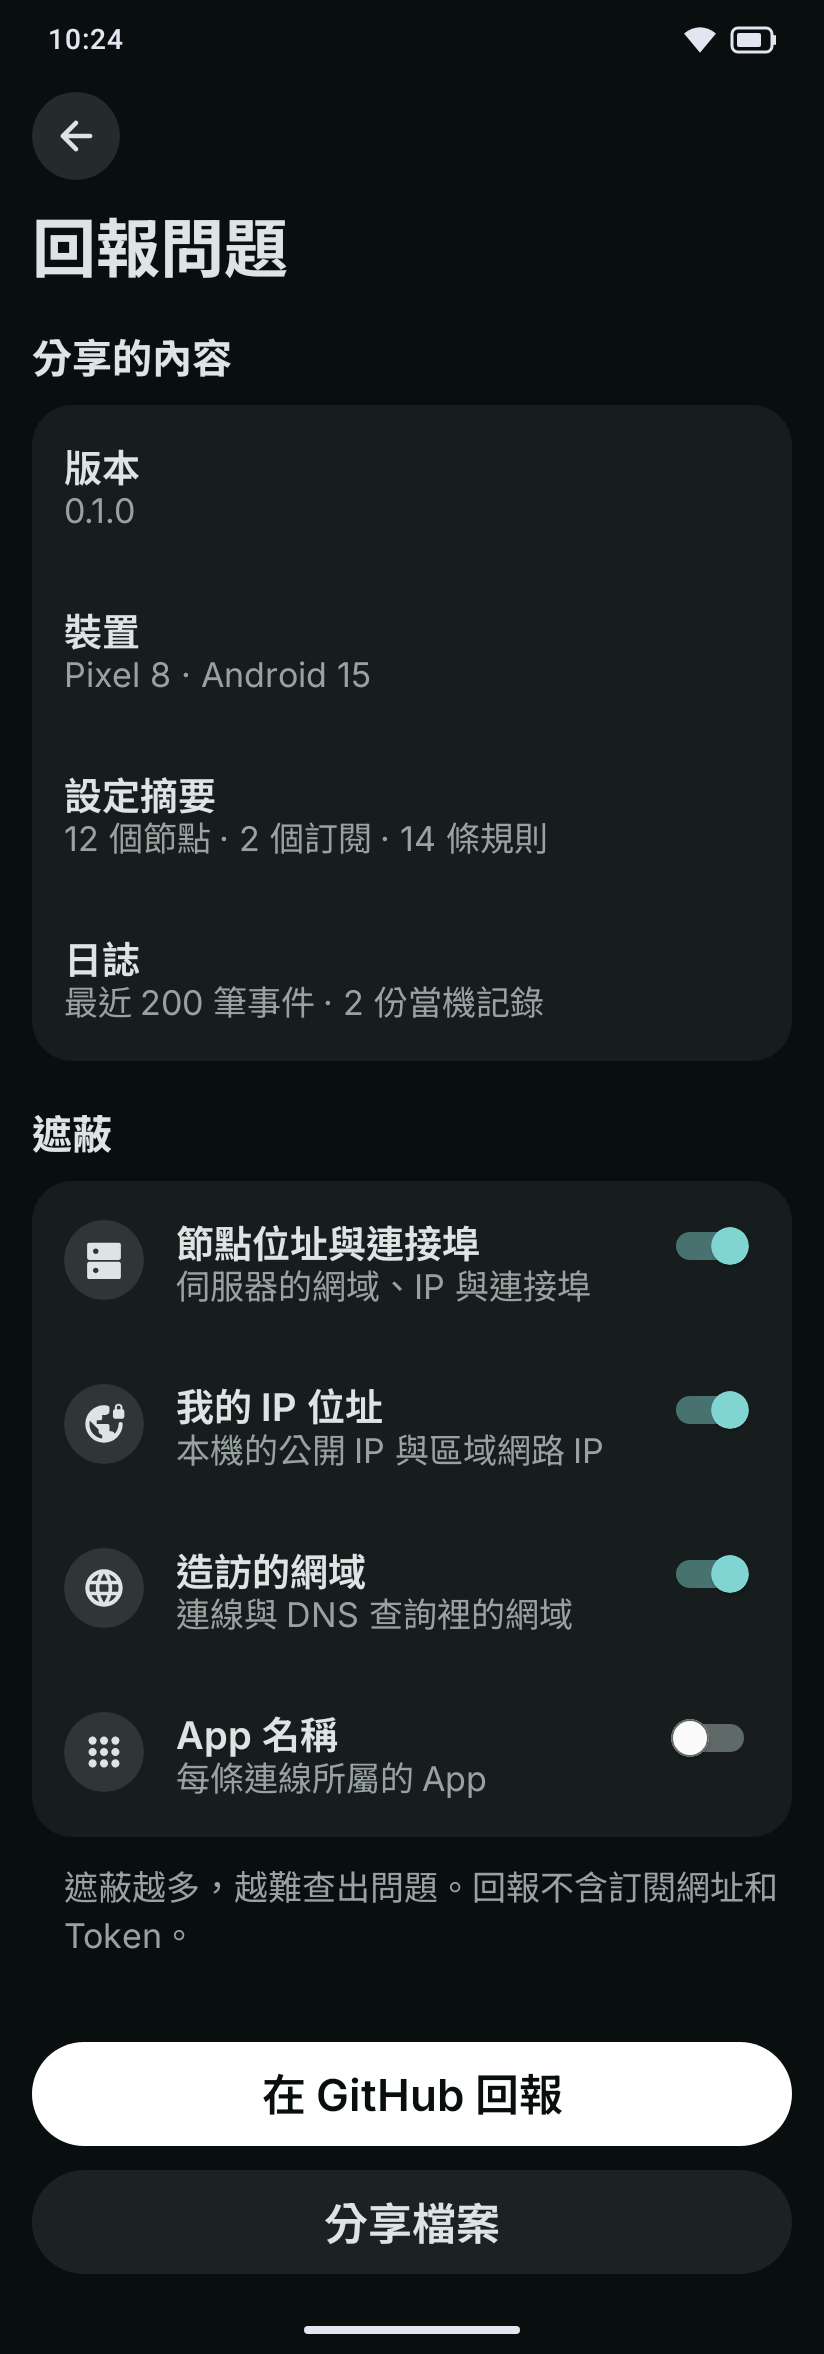 10:24
回報問題
分享的內容
版本
0.1.0
裝置
Pixel 8 · Android 15
設定摘要
12 個節點 · 2 個訂閱 · 14 條規則
日誌
最近 200 筆事件 · 2 份當機記錄
遮蔽
節點位址與連接埠
伺服器的網域、IP 與連接埠
我的 IP 位址
本機的公開 IP 與區域網路 IP
造訪的網域
連線與 DNS 查詢裡的網域
App 名稱
每條連線所屬的 App
遮蔽越多，越難查出問題。回報不含訂閱網址和
Token。
在 GitHub 回報
分享檔案